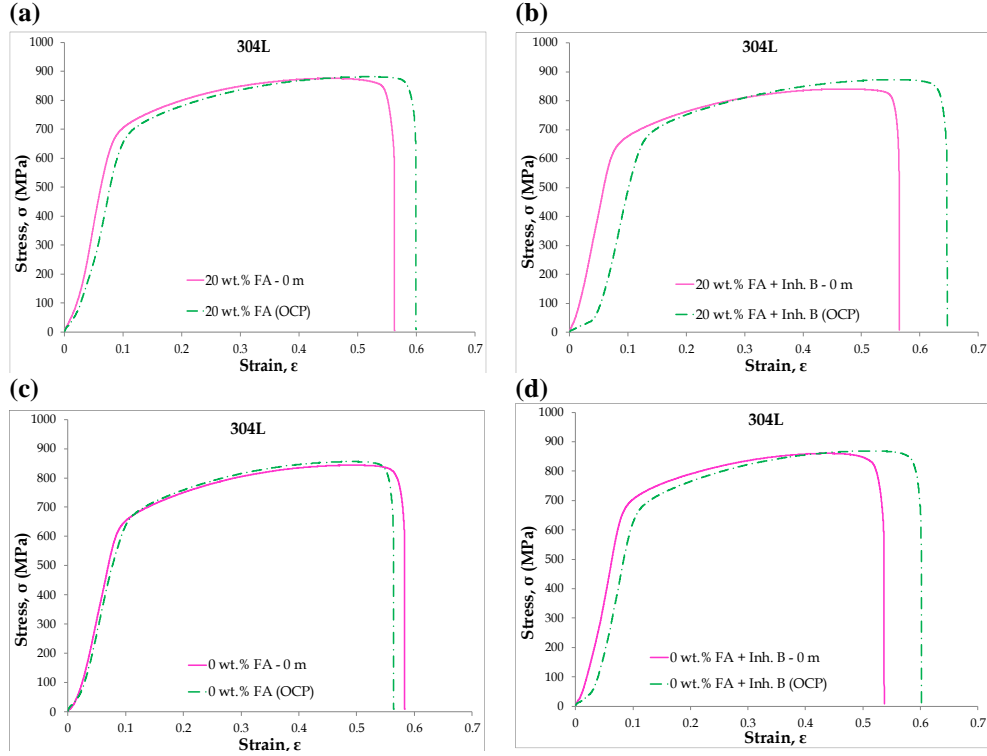 (a)
304L
1000
900
800
700
600
500
400
300
200
100
0
Stress, σ (MPa)
20 wt.% FA - 0 m
20 wt.% FA (OCP)
0 0.1 0.2 0.3 0.4 0.5 0.6 0.7
Strain, ε
(b)
304L
1000
900
800
700
600
500
400
300
200
100
0
Stress, σ (MPa)
20 wt.% FA + Inh. B - 0 m
20 wt.% FA + Inh. B (OCP)
0 0.1 0.2 0.3 0.4 0.5 0.6 0.7
Strain, ε
(c)
304L
1000
900
800
700
600
500
400
300
200
100
0
Stress, σ (MPa)
0 wt.% FA - 0 m
0 wt.% FA (OCP)
0 0.1 0.2 0.3 0.4 0.5 0.6 0.7
Strain, ε
(d)
304L
1000
900
800
700
600
500
400
300
200
100
0
Stress, σ (MPa)
0 wt.% FA + Inh. B - 0 m
0 wt.% FA + Inh. B (OCP)
0 0.1 0.2 0.3 0.4 0.5 0.6 0.7
Strain, ε